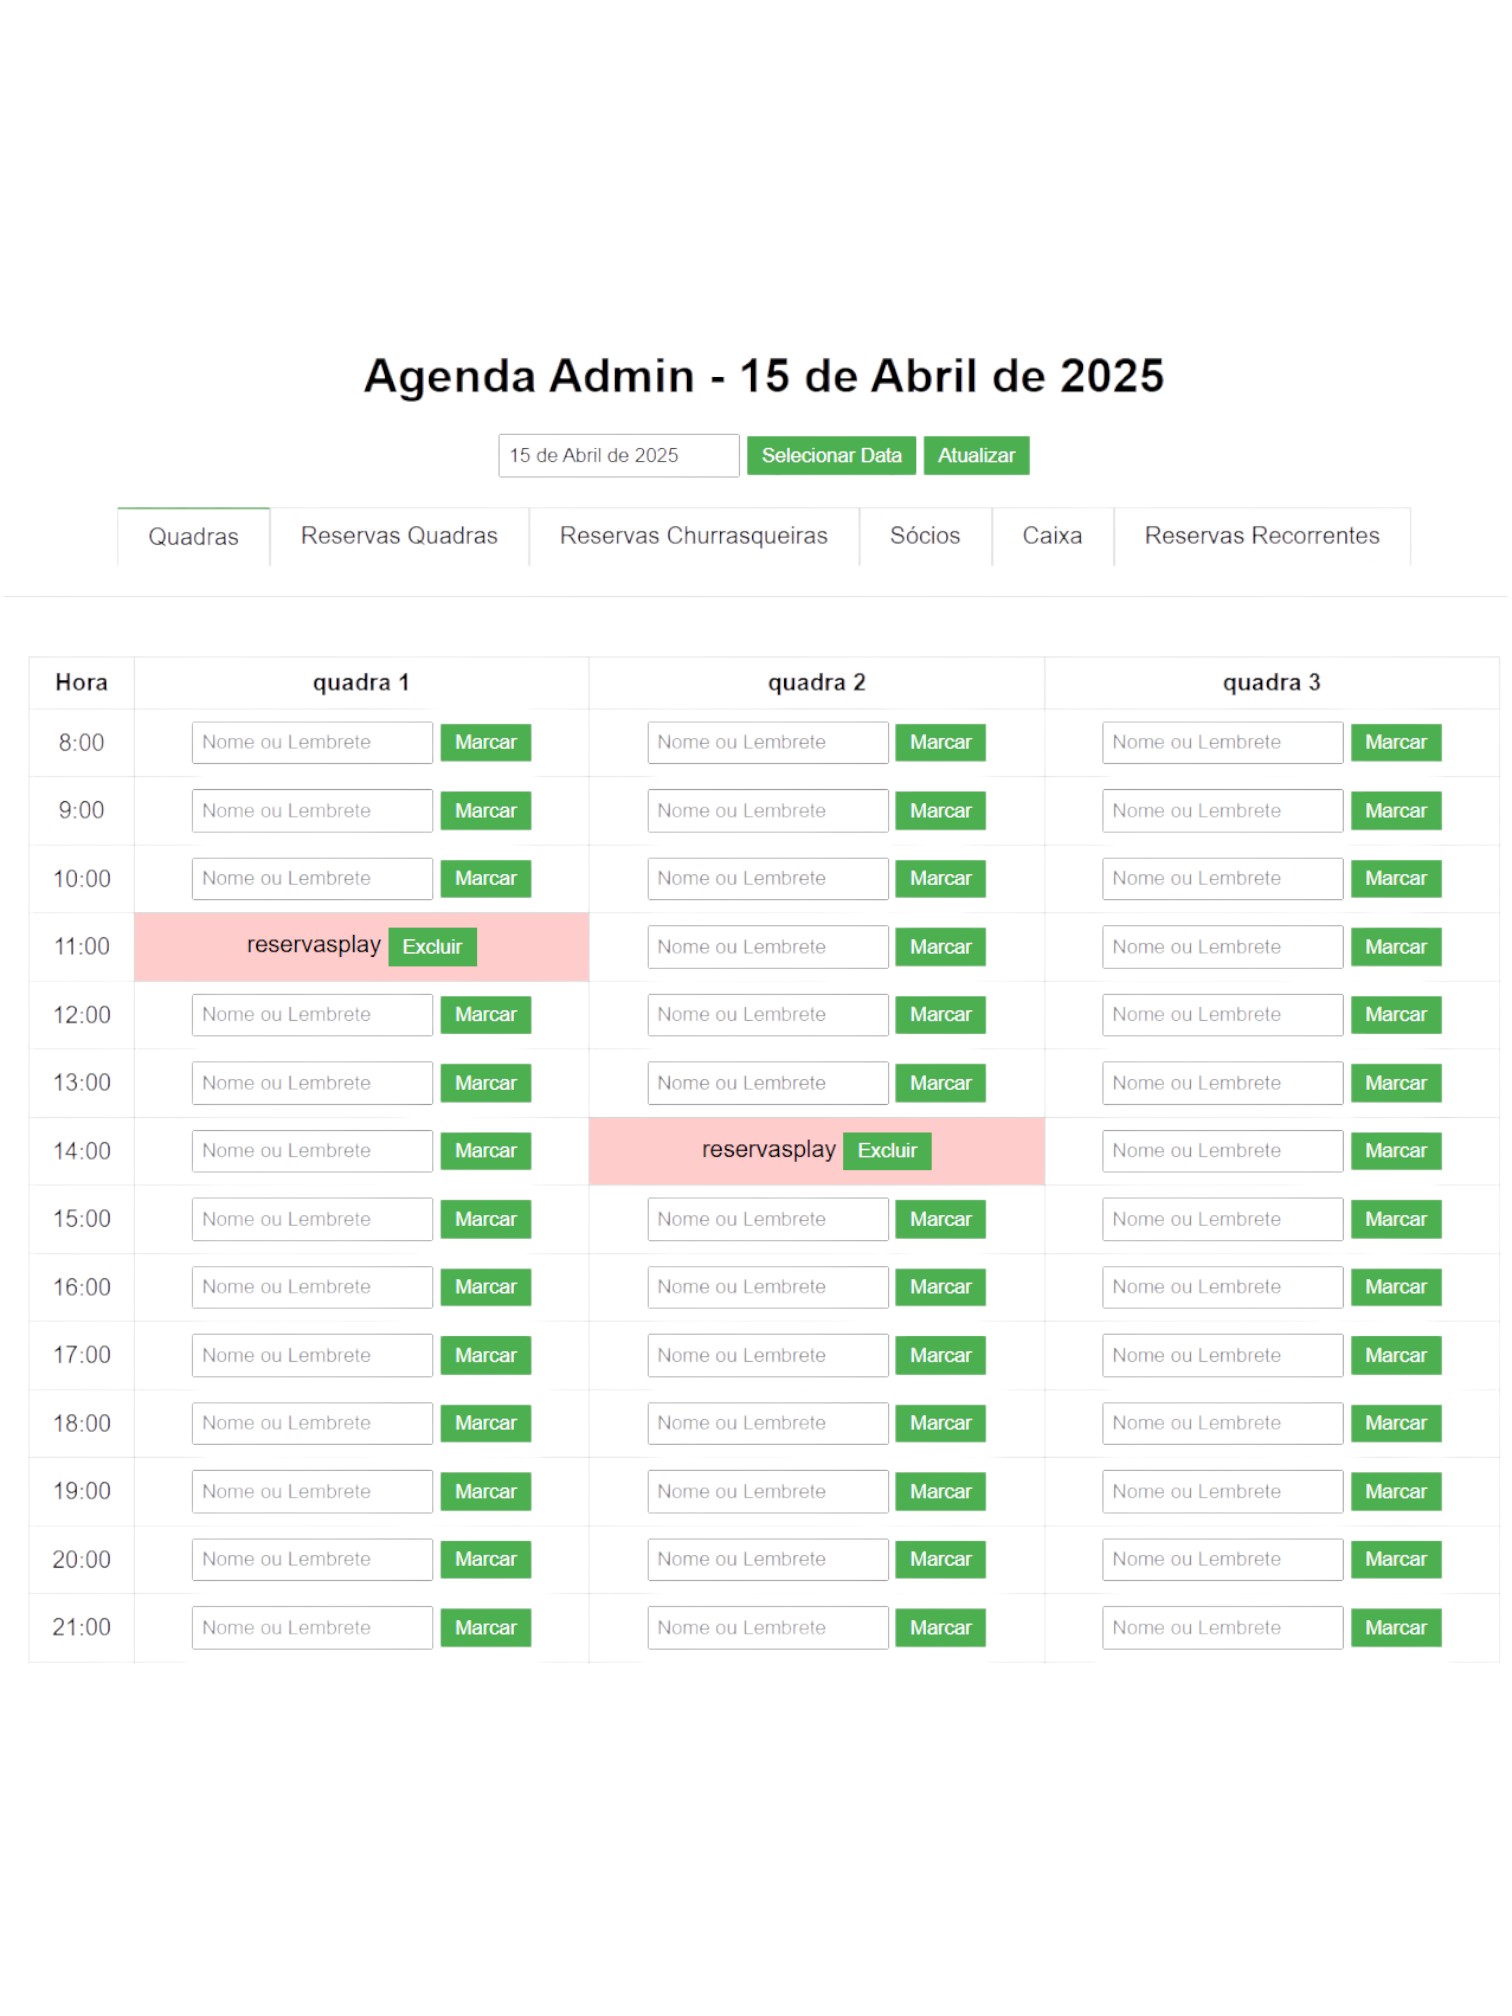 Agenda Admin - 15 de Abril de 2025
15 de Abril de 2025 Selecionar Data Atualizar
Quadras Reservas Quadras Reservas Churrasqueiras Sócios Caixa Reservas Recorrentes
Hora quadra 1 quadra 2 quadra 3
8:00 Nome ou Lembrete Marcar Nome ou Lembrete Marcar Nome ou Lembrete Marcar
9:00 Nome ou Lembrete Marcar Nome ou Lembrete Marcar Nome ou Lembrete Marcar
10:00 Nome ou Lembrete Marcar Nome ou Lembrete Marcar Nome ou Lembrete Marcar
11:00 reservasplay Excluir Nome ou Lembrete Marcar Nome ou Lembrete Marcar
12:00 Nome ou Lembrete Marcar Nome ou Lembrete Marcar Nome ou Lembrete Marcar
13:00 Nome ou Lembrete Marcar Nome ou Lembrete Marcar Nome ou Lembrete Marcar
14:00 Nome ou Lembrete Marcar reservasplay Excluir Nome ou Lembrete Marcar
15:00 Nome ou Lembrete Marcar Nome ou Lembrete Marcar Nome ou Lembrete Marcar
16:00 Nome ou Lembrete Marcar Nome ou Lembrete Marcar Nome ou Lembrete Marcar
17:00 Nome ou Lembrete Marcar Nome ou Lembrete Marcar Nome ou Lembrete Marcar
18:00 Nome ou Lembrete Marcar Nome ou Lembrete Marcar Nome ou Lembrete Marcar
19:00 Nome ou Lembrete Marcar Nome ou Lembrete Marcar Nome ou Lembrete Marcar
20:00 Nome ou Lembrete Marcar Nome ou Lembrete Marcar Nome ou Lembrete Marcar
21:00 Nome ou Lembrete Marcar Nome ou Lembrete Marcar Nome ou Lembrete Marcar